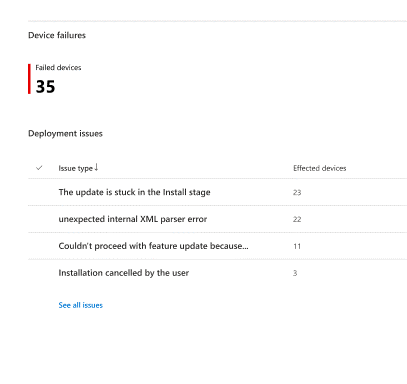 Device failures
Failed devices
35
Deployment issues
Issue type↓ Effected devices
The update is stuck in the Install stage 23
unexpected internal XML parser error 22
Couldn't proceed with feature update because... 11
Installation cancelled by the user 3
See all issues